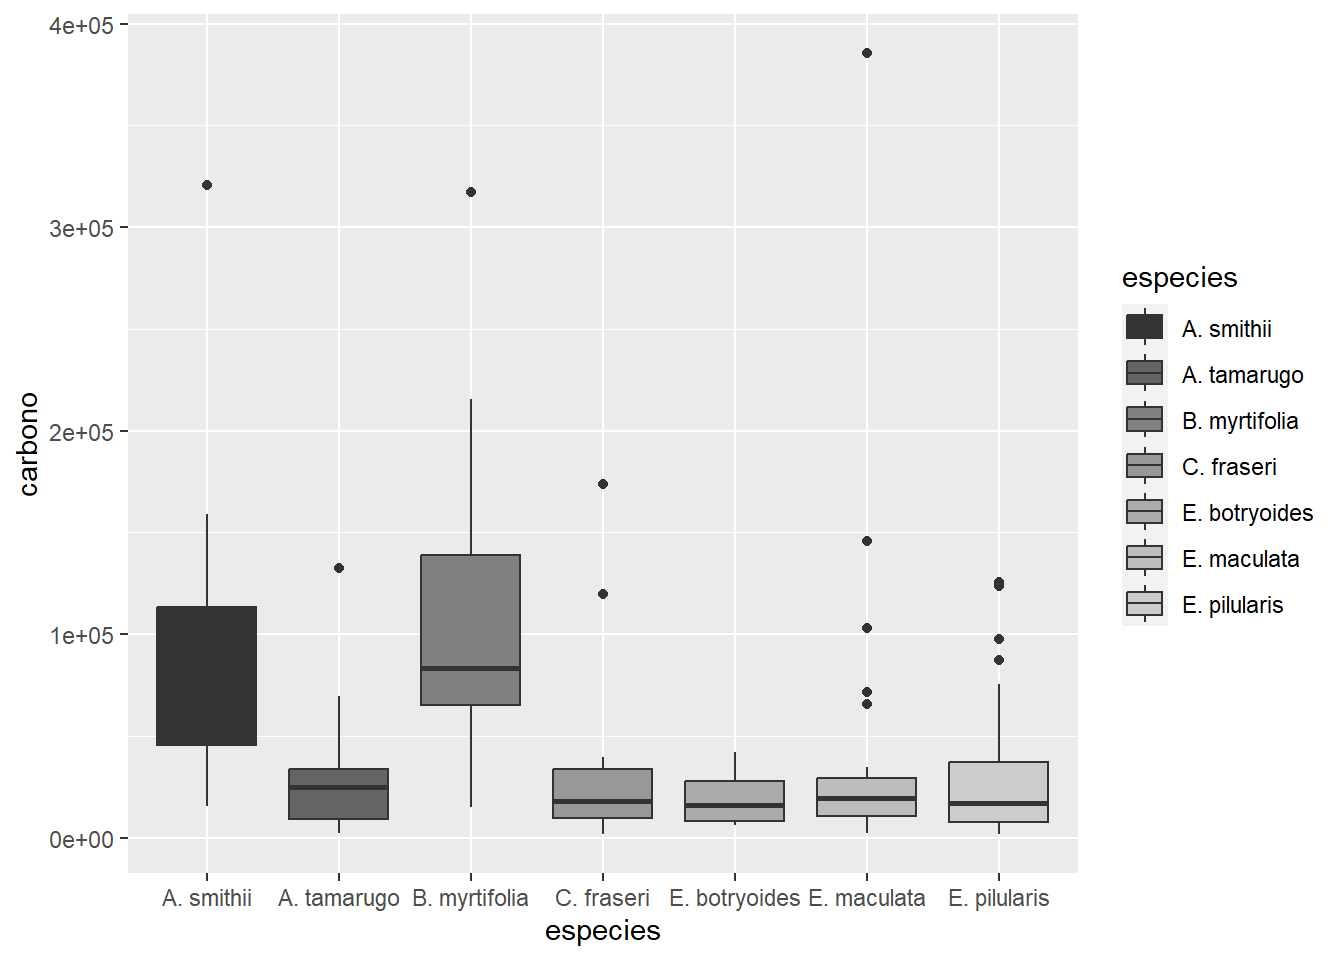 4e+05
3e+05
2e+05
1e+05
0e+00
carbono
A. smithii A. tamarugo B. myrtifolia C. fraseri E. botryoides E. maculata E. pilularis
especies
especies
A. smithii
A. tamarugo
B. myrtifolia
C. fraseri
E. botryoides
E. maculata
E. pilularis